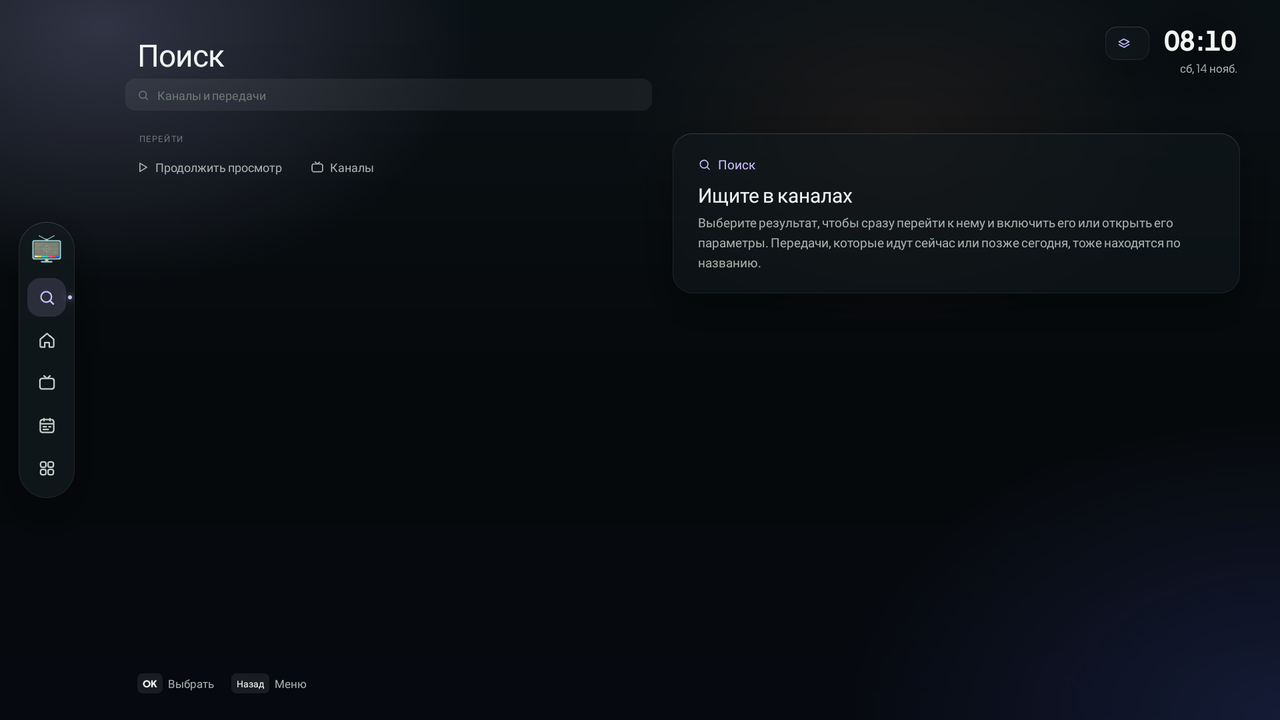 Поиск
08:10
сб, 14 нояб.
Каналы и передачи
ПЕРЕЙТИ
Продолжить просмотр
Каналы
Поиск
Ищите в каналах
Выберите результат, чтобы сразу перейти к нему и включить его или открыть его
параметры. Передачи, которые идут сейчас или позже сегодня, тоже находятся по
названию.
OK Выбрать
Назад Меню